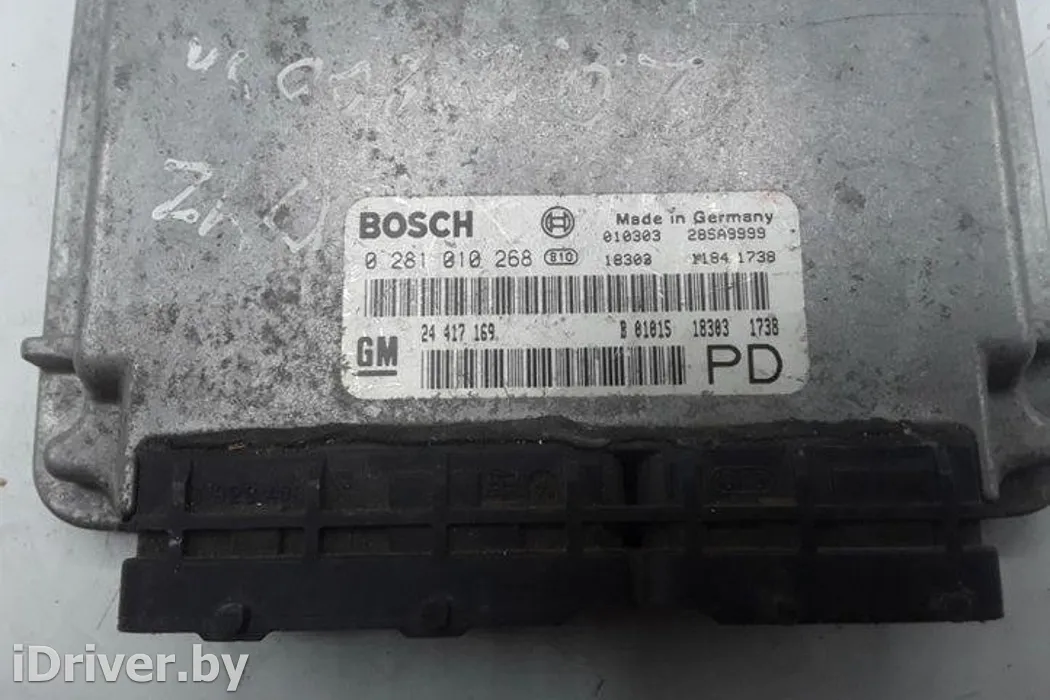 BOSCH Made in Germany
010303 28SA9999
0 281 010 268 810 18303 M184 1738
24 417 169 B 01015 18303 1738
GM PD
iDriver.by